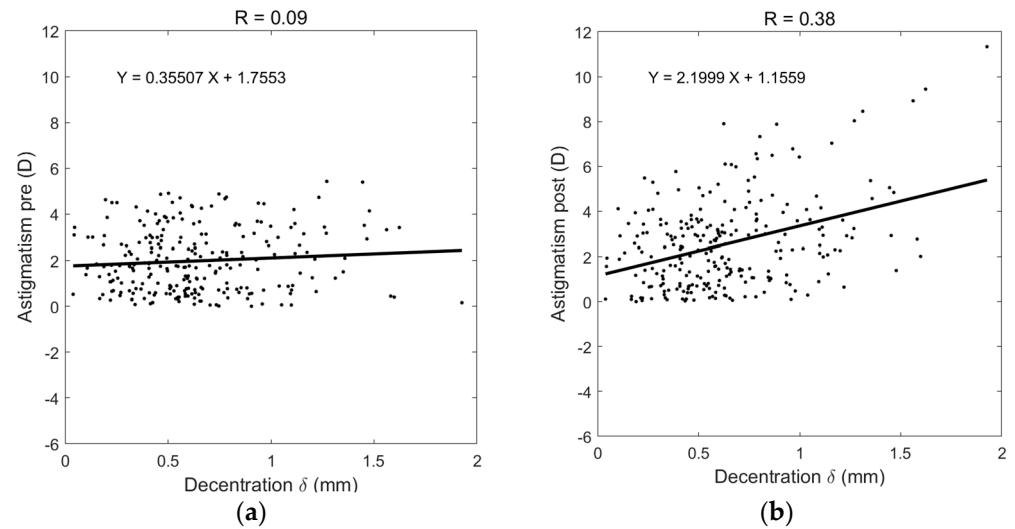 R = 0.09
12
10
8
6
4
2
0
-2
-4
-6
Y = 0.35507 X + 1.7553
Astigmatism pre (D)
0 0.5 1 1.5 2
Decentration δ (mm)
(a)
R = 0.38
12
10
8
6
4
2
0
-2
-4
-6
Y = 2.1999 X + 1.1559
Astigmatism post (D)
0 0.5 1 1.5 2
Decentration δ (mm)
(b)